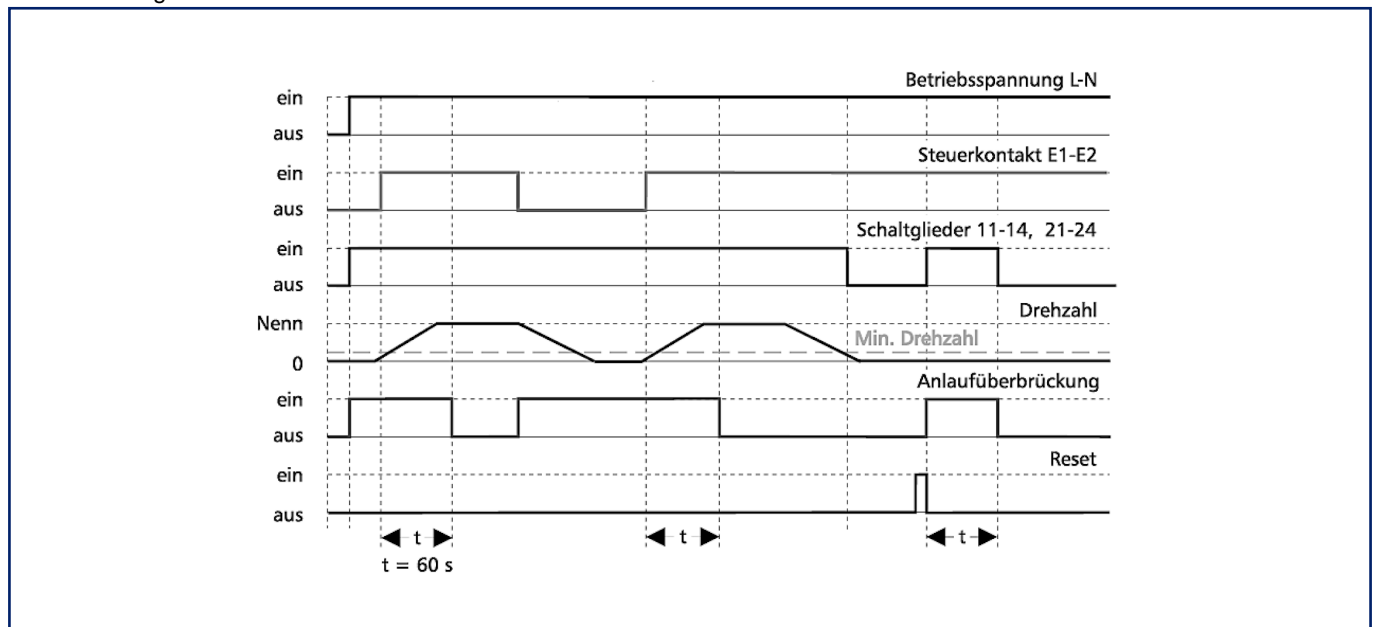 Betriebsspannung L-N
ein
aus
Steuerkontakt E1-E2
ein
aus
Schaltglieder 11-14, 21-24
ein
aus
Drehzahl
Nenn
Min. Drehzahl
0
Anlaufüberbrückung
ein
aus
Reset
ein
aus
t t t
t = 60 s